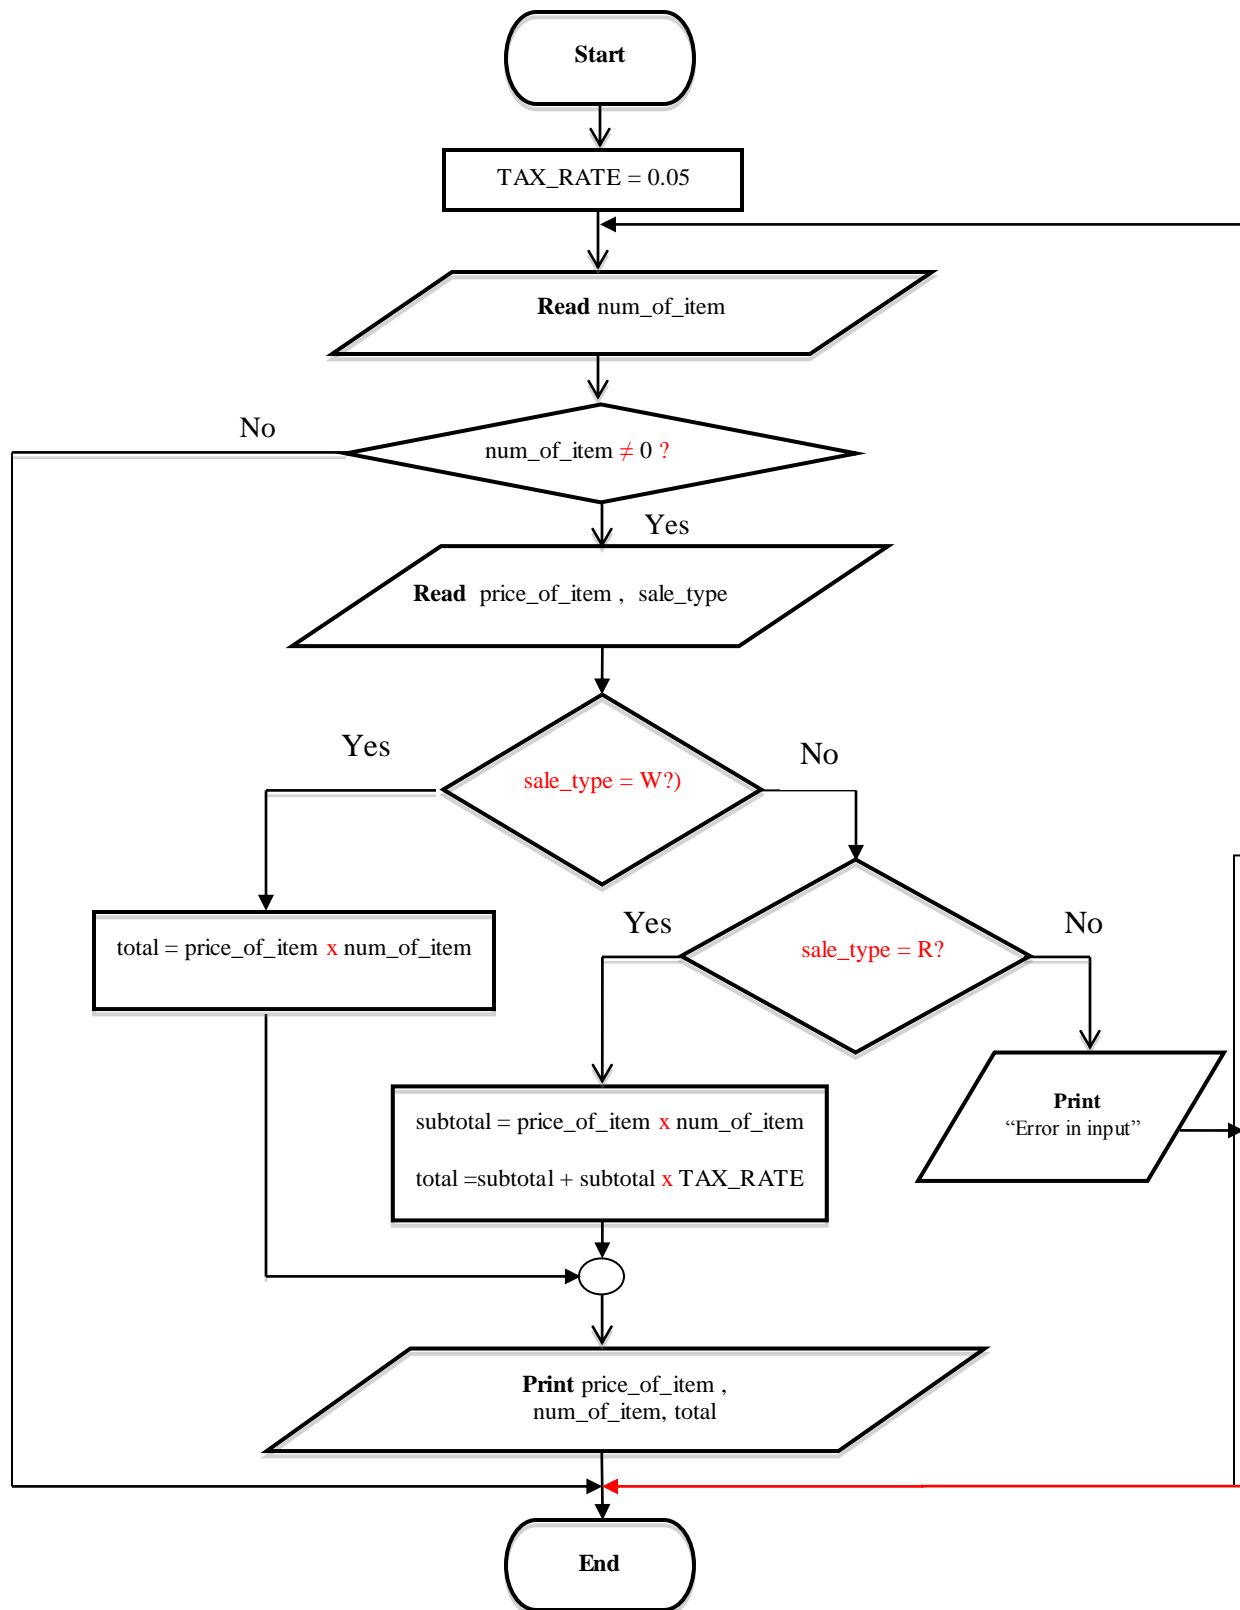 Start
TAX_RATE = 0.05
Read num_of_item
No
num_of_item ≠ 0 ?
Yes
Read price_of_item , sale_type
Yes
No
sale_type = W?)
total = price_of_item x num_of_item
Yes
No
sale_type = R?
subtotal = price_of_item x num_of_item
total =subtotal + subtotal x TAX_RATE
Print
“Error in input”
Print price_of_item ,
num_of_item, total
End